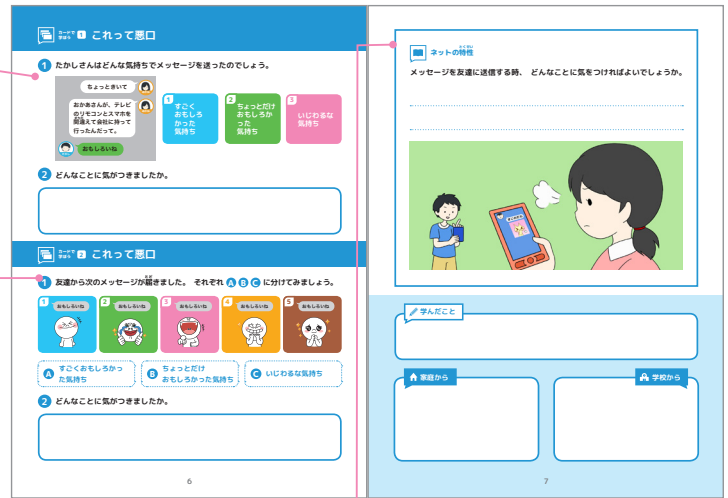 カードで
学ぼう 1 これって悪口
1 たかしさんはどんな気持ちでメッセージを送ったのでしょう。
ちょっときいて
おかあさんが、テレビ
のリモコンとスマホを
間違えて会社に持って
行ったんだって。
おもしろいね
1
すごく
おもしろ
かった
気持ち
2
ちょっとだけ
おもしろか
った
気持ち
3
いじわるな
気持ち
2 どんなことに気がつきましたか。
カードで
学ぼう 2 これって悪口
1 友達から次のメッセージが届きました。 それぞれ A B C に分けてみましょう。
1 おもしろいね
2 おもしろいね
3 おもしろいね
4 おもしろいね
5 おもしろいね
A すごくおもしろかっ
た気持ち
B ちょっとだけ
おもしろかった気持ち
C いじわるな気持ち
2 どんなことに気がつきましたか。
6
ネットの特性
メッセージを友達に送信する時、 どんなことに気をつければよいでしょうか。
学んだこと
家庭から
学校から
7